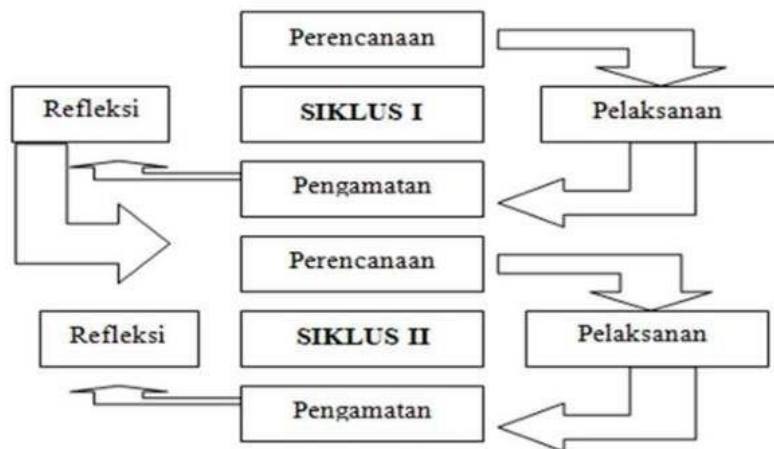 Perencanaan
Refleksi
SIKLUS I
Pelaksanan
Pengamatan
Perencanaan
Refleksi
SIKLUS II
Pelaksanan
Pengamatan